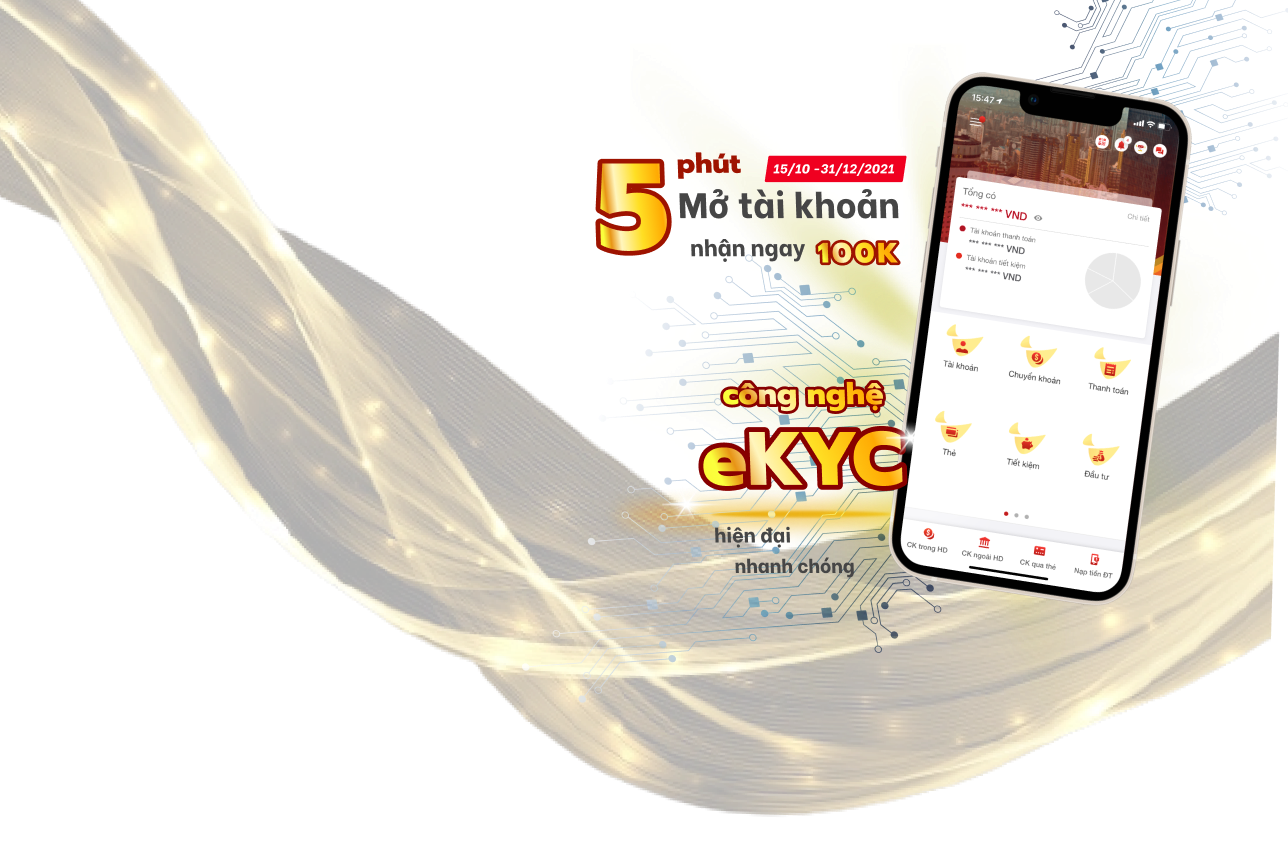 5 phút 15/10 -31/12/2021
Mở tài khoản
nhận ngay 100K
công nghệ
eKYC
hiện đại
nhanh chóng
15:47
Tổng có
*** *** *** VND
Chi tiết
Tài khoản thanh toán
*** *** *** VND
Tài khoản tiết kiệm
*** *** *** VND
Tài khoản Chuyển khoản Thanh toán
Thẻ Tiết kiệm Đầu tư
CK trong HD CK ngoài HD CK qua thẻ Nạp tiền ĐT